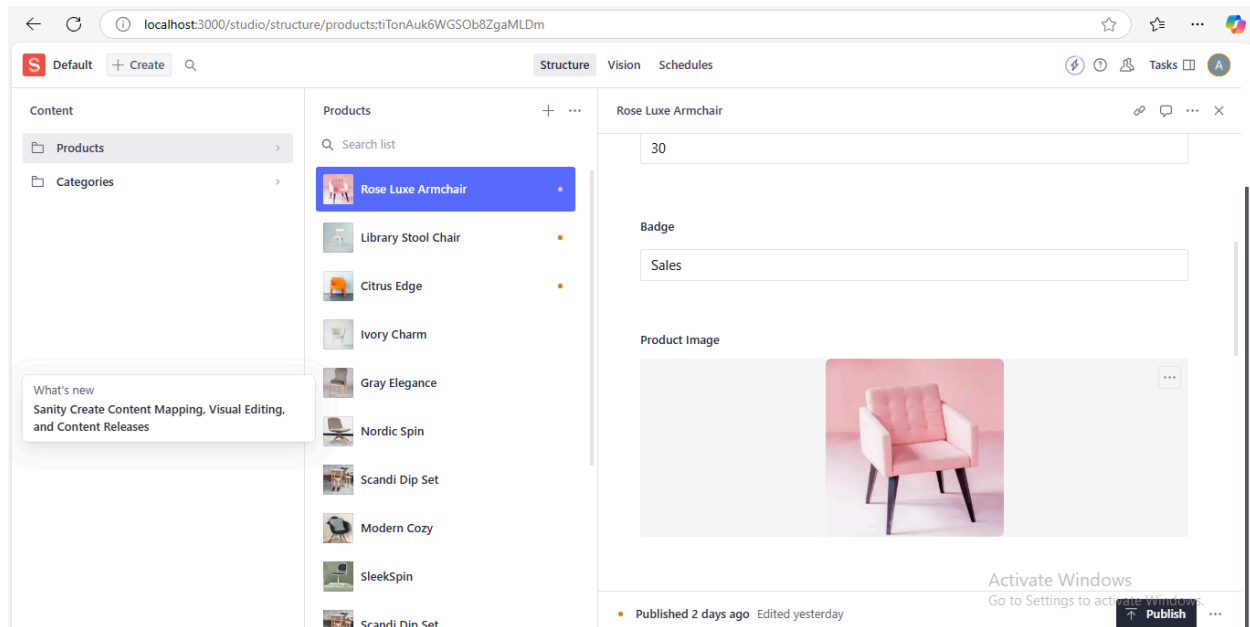 localhost:3000/studio/structure/products;tiTonAuk6WGSOb8ZgaMLDm
S Default + Create Structure Vision Schedules Tasks A
Content
Products
Categories
What's new
Sanity Create Content Mapping, Visual Editing,
and Content Releases
Products
Search list
Rose Luxe Armchair
Library Stool Chair
Citrus Edge
Ivory Charm
Gray Elegance
Nordic Spin
Scandi Dip Set
Modern Cozy
SleekSpin
Scandi Dip Set
Rose Luxe Armchair
30
Badge
Sales
Product Image
Activate Windows
Go to Settings to activate Windows.
Published 2 days ago Edited yesterday Publish